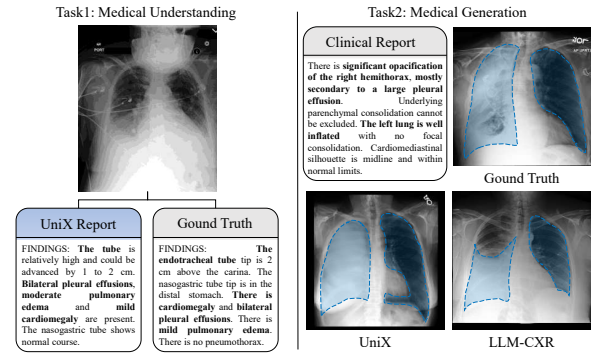 Task1: Medical Understanding
UniX Report
FINDINGS: The tube is
relatively high and could be
advanced by 1 to 2 cm.
Bilateral pleural effusions,
moderate pulmonary
edema and mild
cardiomegaly are present.
The nasogastric tube shows
normal course.
Gound Truth
FINDINGS: The
endotracheal tube tip is 2
cm above the carina. The
nasogastric tube tip is in the
distal stomach. There is
cardiomegaly and bilateral
pleural effusions. There is
mild pulmonary edema.
There is no pneumothorax.
Task2: Medical Generation
Clinical Report
There is significant opacification
of the right hemithorax, mostly
secondary to a large pleural
effusion. Underlying
parenchymal consolidation cannot
be excluded. The left lung is well
inflated with no focal
consolidation. Cardiomediastinal
silhouette is midline and within
normal limits.
Gound Truth
UniX
LLM-CXR